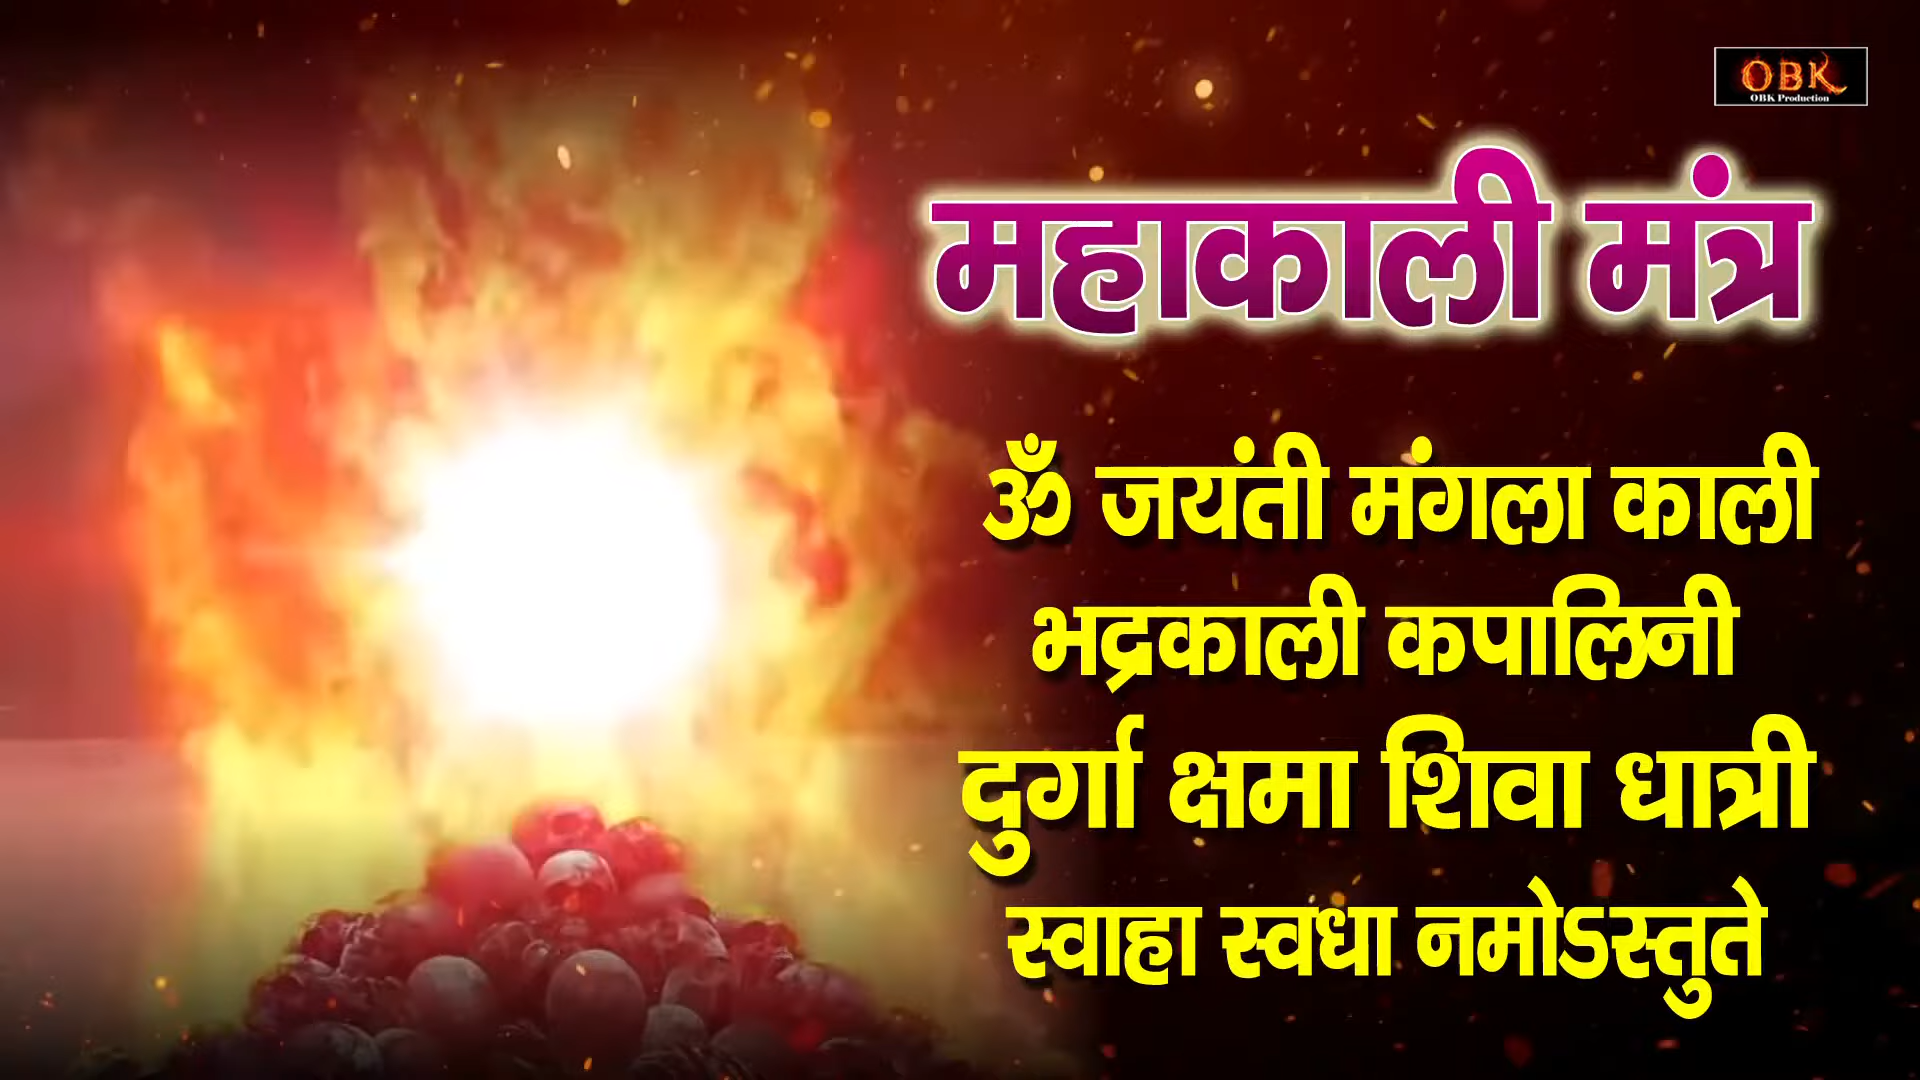 OBK
OBK Production
महाकाली मंत्र
ॐ जयंती मंगला काली
भद्रकाली कपालिनी
दुर्गा क्षमा शिवा धात्री
स्वाहा स्वधा नमोऽस्तुते